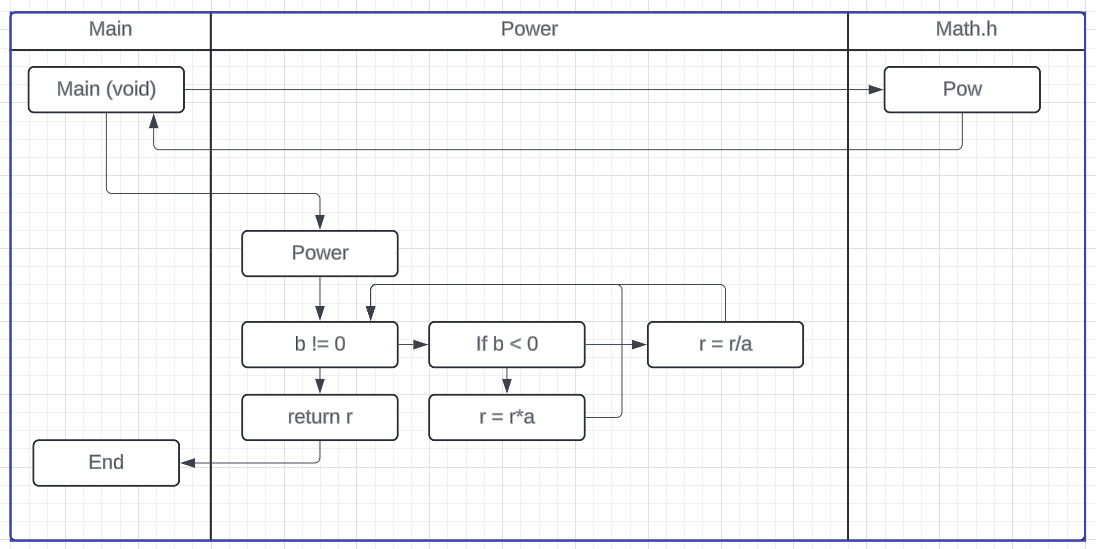 Main
Power
Math.h
Main (void)
Pow
Power
b != 0
If b < 0
r = r/a
return r
r = r*a
End